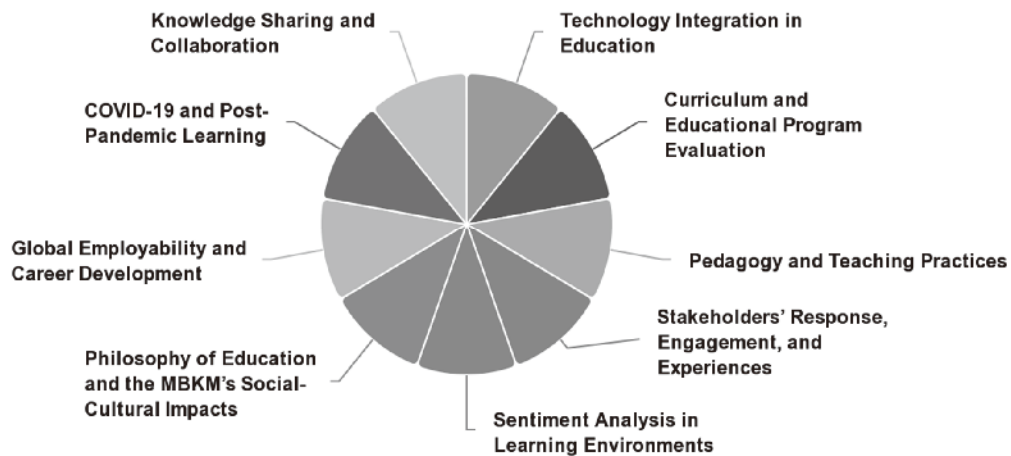 Knowledge Sharing and
Collaboration
Technology Integration in
Education
COVID-19 and Post-
Pandemic Learning
Curriculum and
Educational Program
Evaluation
Global Employability and
Career Development
Pedagogy and Teaching Practices
Stakeholders’ Response,
Engagement, and
Experiences
Philosophy of Education
and the MBKM’s Social-
Cultural Impacts
Sentiment Analysis in
Learning Environments